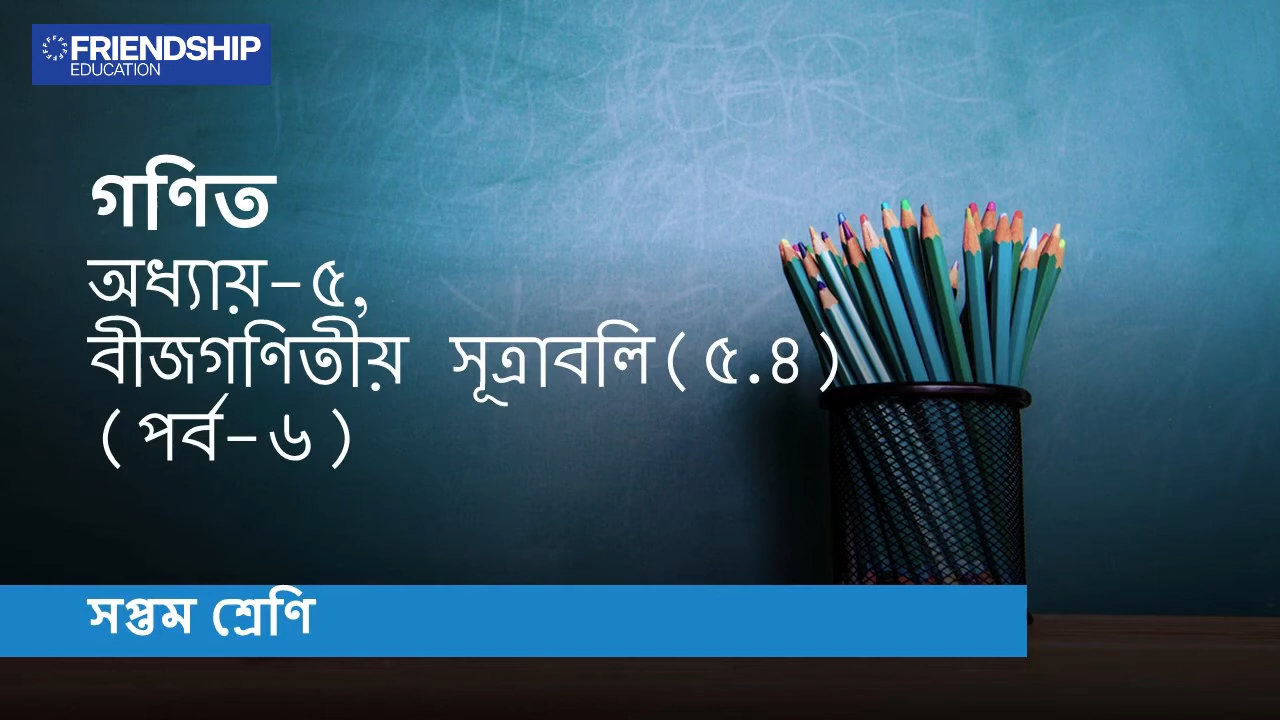 FRIENDSHIP
EDUCATION
গণিত
অধ্যায়-৫,
বীজগণিতীয় সূত্রাবলি(৫.৪)
(পর্ব-৬)
সপ্তম শ্রেণি